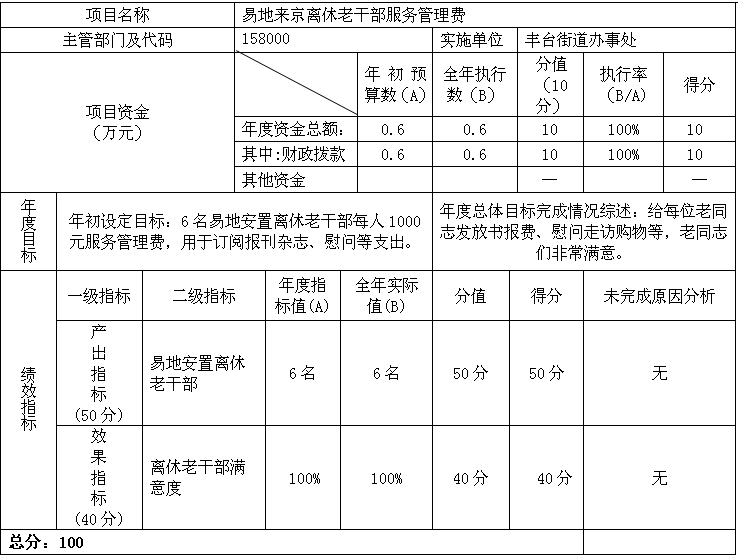 项目名称 易地来京离休老干部服务管理费
主管部门及代码 158000 实施单位 丰台街道办事处
项目资金
（万元）
年初预
算数(A)
全年执行
数（B）
分值
（10
分）
执行率
（B/A）
得分
年度资金总额： 0.6 0.6 10 100% 10
其中:财政拨款 0.6 0.6 10 100% 10
其他资金 — —
年度目标
年初设定目标：6名易地安置离休老干部每人1000
元服务管理费，用于订阅报刊杂志、慰问等支出。
年度总体目标完成情况综述：给每位老同
志发放书报费、慰问走访购物等，老同志
们非常满意。
绩效指标
一级指标 二级指标
年度指
标值(A)
全年实际
值(B)
分值 得分 未完成原因分析
产
出
指
标
（50分）
易地安置离休
老干部
6名 6名 50分 50分 无
效
果
指
标
（40分）
离休老干部满
意度
100% 100% 40分 40分 无
总分：100